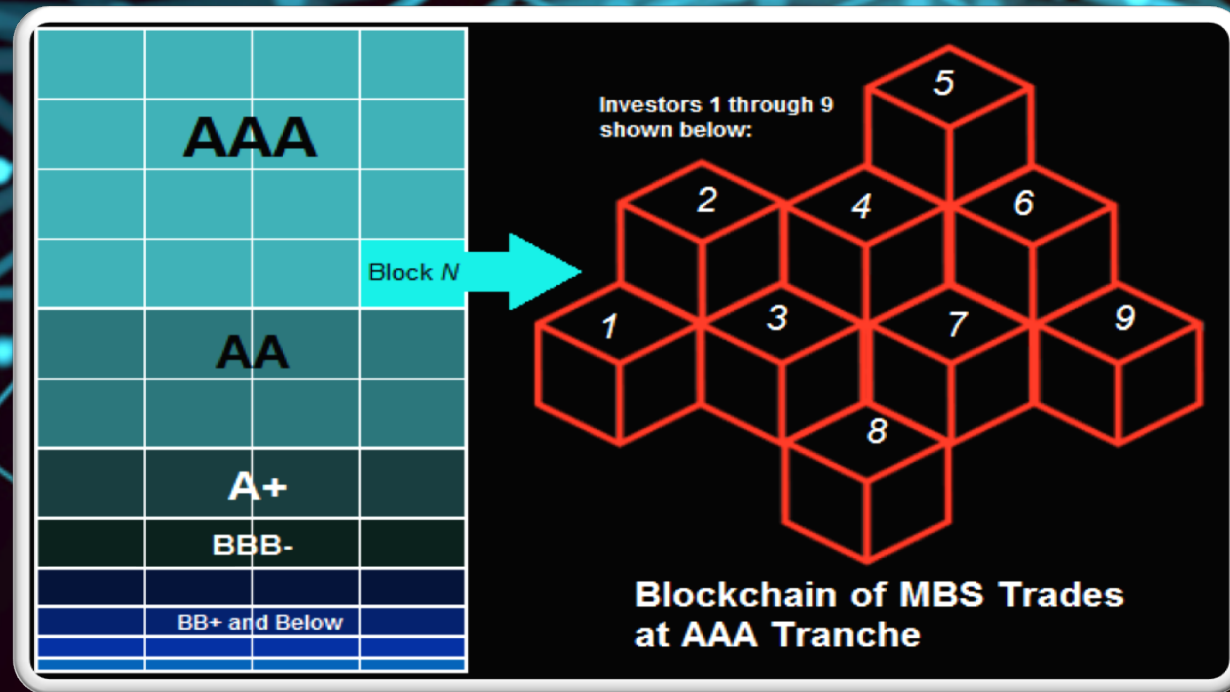 AAA
Block N
AA
A+
BBB-
BB+ and Below
Investors 1 through 9
shown below:
5
2
4
6
1
3
7
9
8
Blockchain of MBS Trades
at AAA Tranche